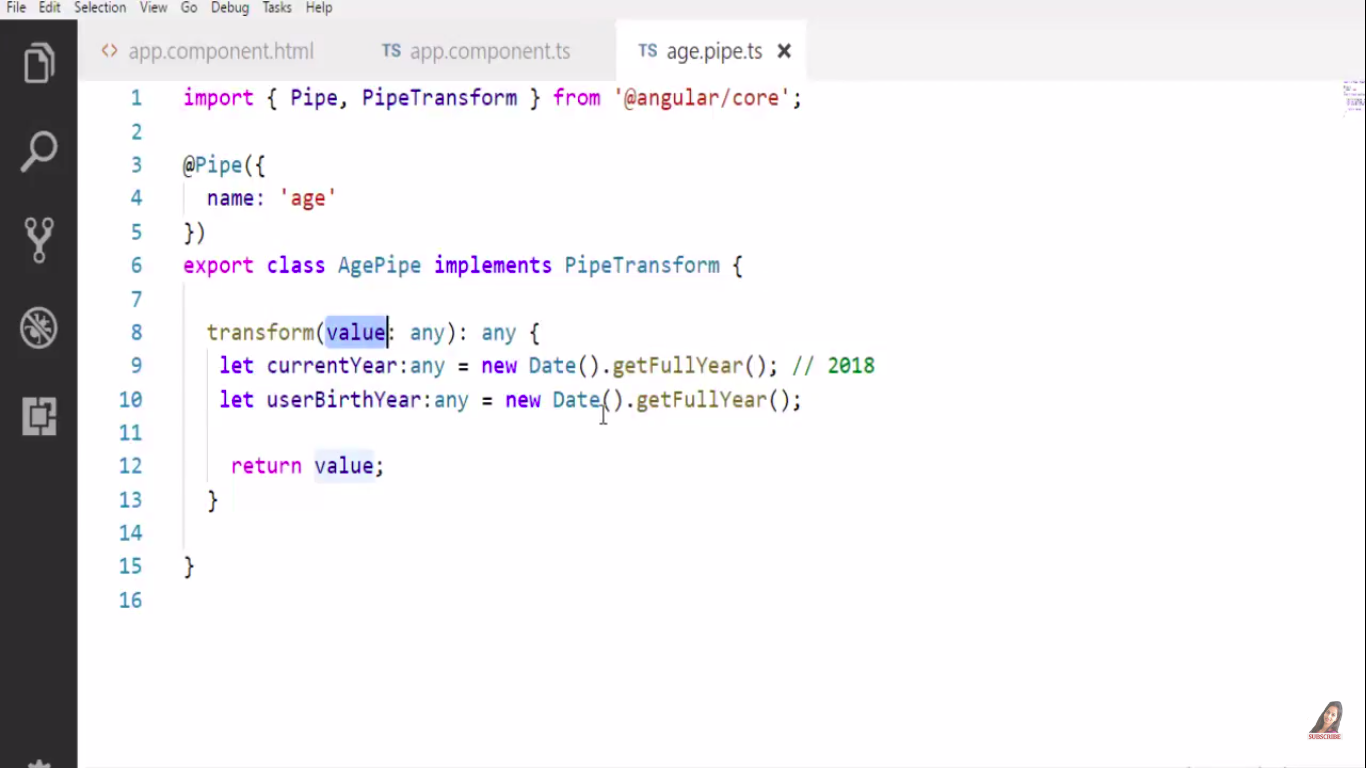 File Edit Selection View Go Debug Tasks Help
<> app.component.html TS app.component.ts TS age.pipe.ts ×
1 import { Pipe, PipeTransform } from '@angular/core';
2
3 @Pipe({
4 name: 'age'
5 })
6 export class AgePipe implements PipeTransform {
7
8 transform(value: any): any {
9 let currentYear:any = new Date().getFullYear(); // 2018
10 let userBirthYear:any = new Date().getFullYear();
11
12 return value;
13 }
14
15 }
16
SUBSCRIBE